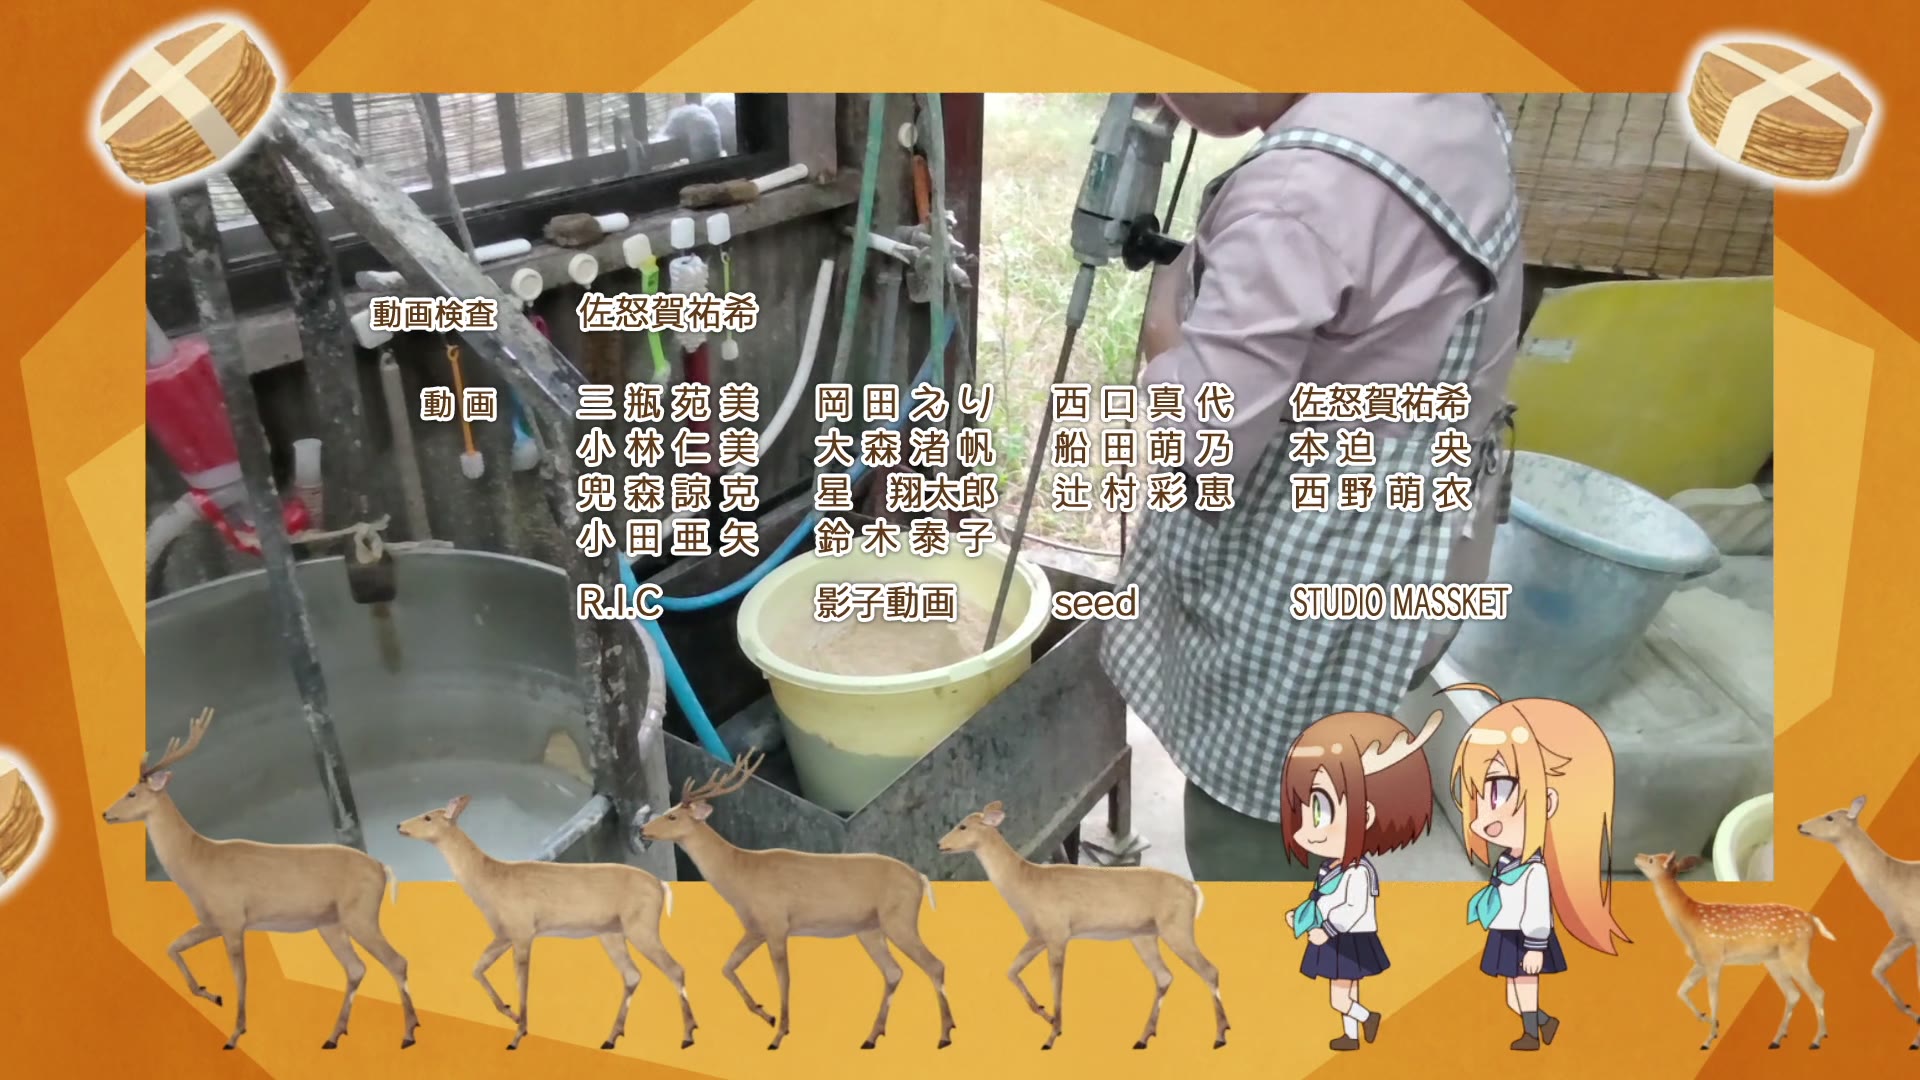 動画検査 佐怒賀祐希
動画 三瓶苑美 岡田えり 西口真代 佐怒賀祐希
小林仁美 大森渚帆 船田萌乃 本迫 央
兜森諒克 星 翔太郎 辻村彩恵 西野萌衣
小田亜矢 鈴木泰子
R.I.C 影子動画 seed STUDIO MASSKET